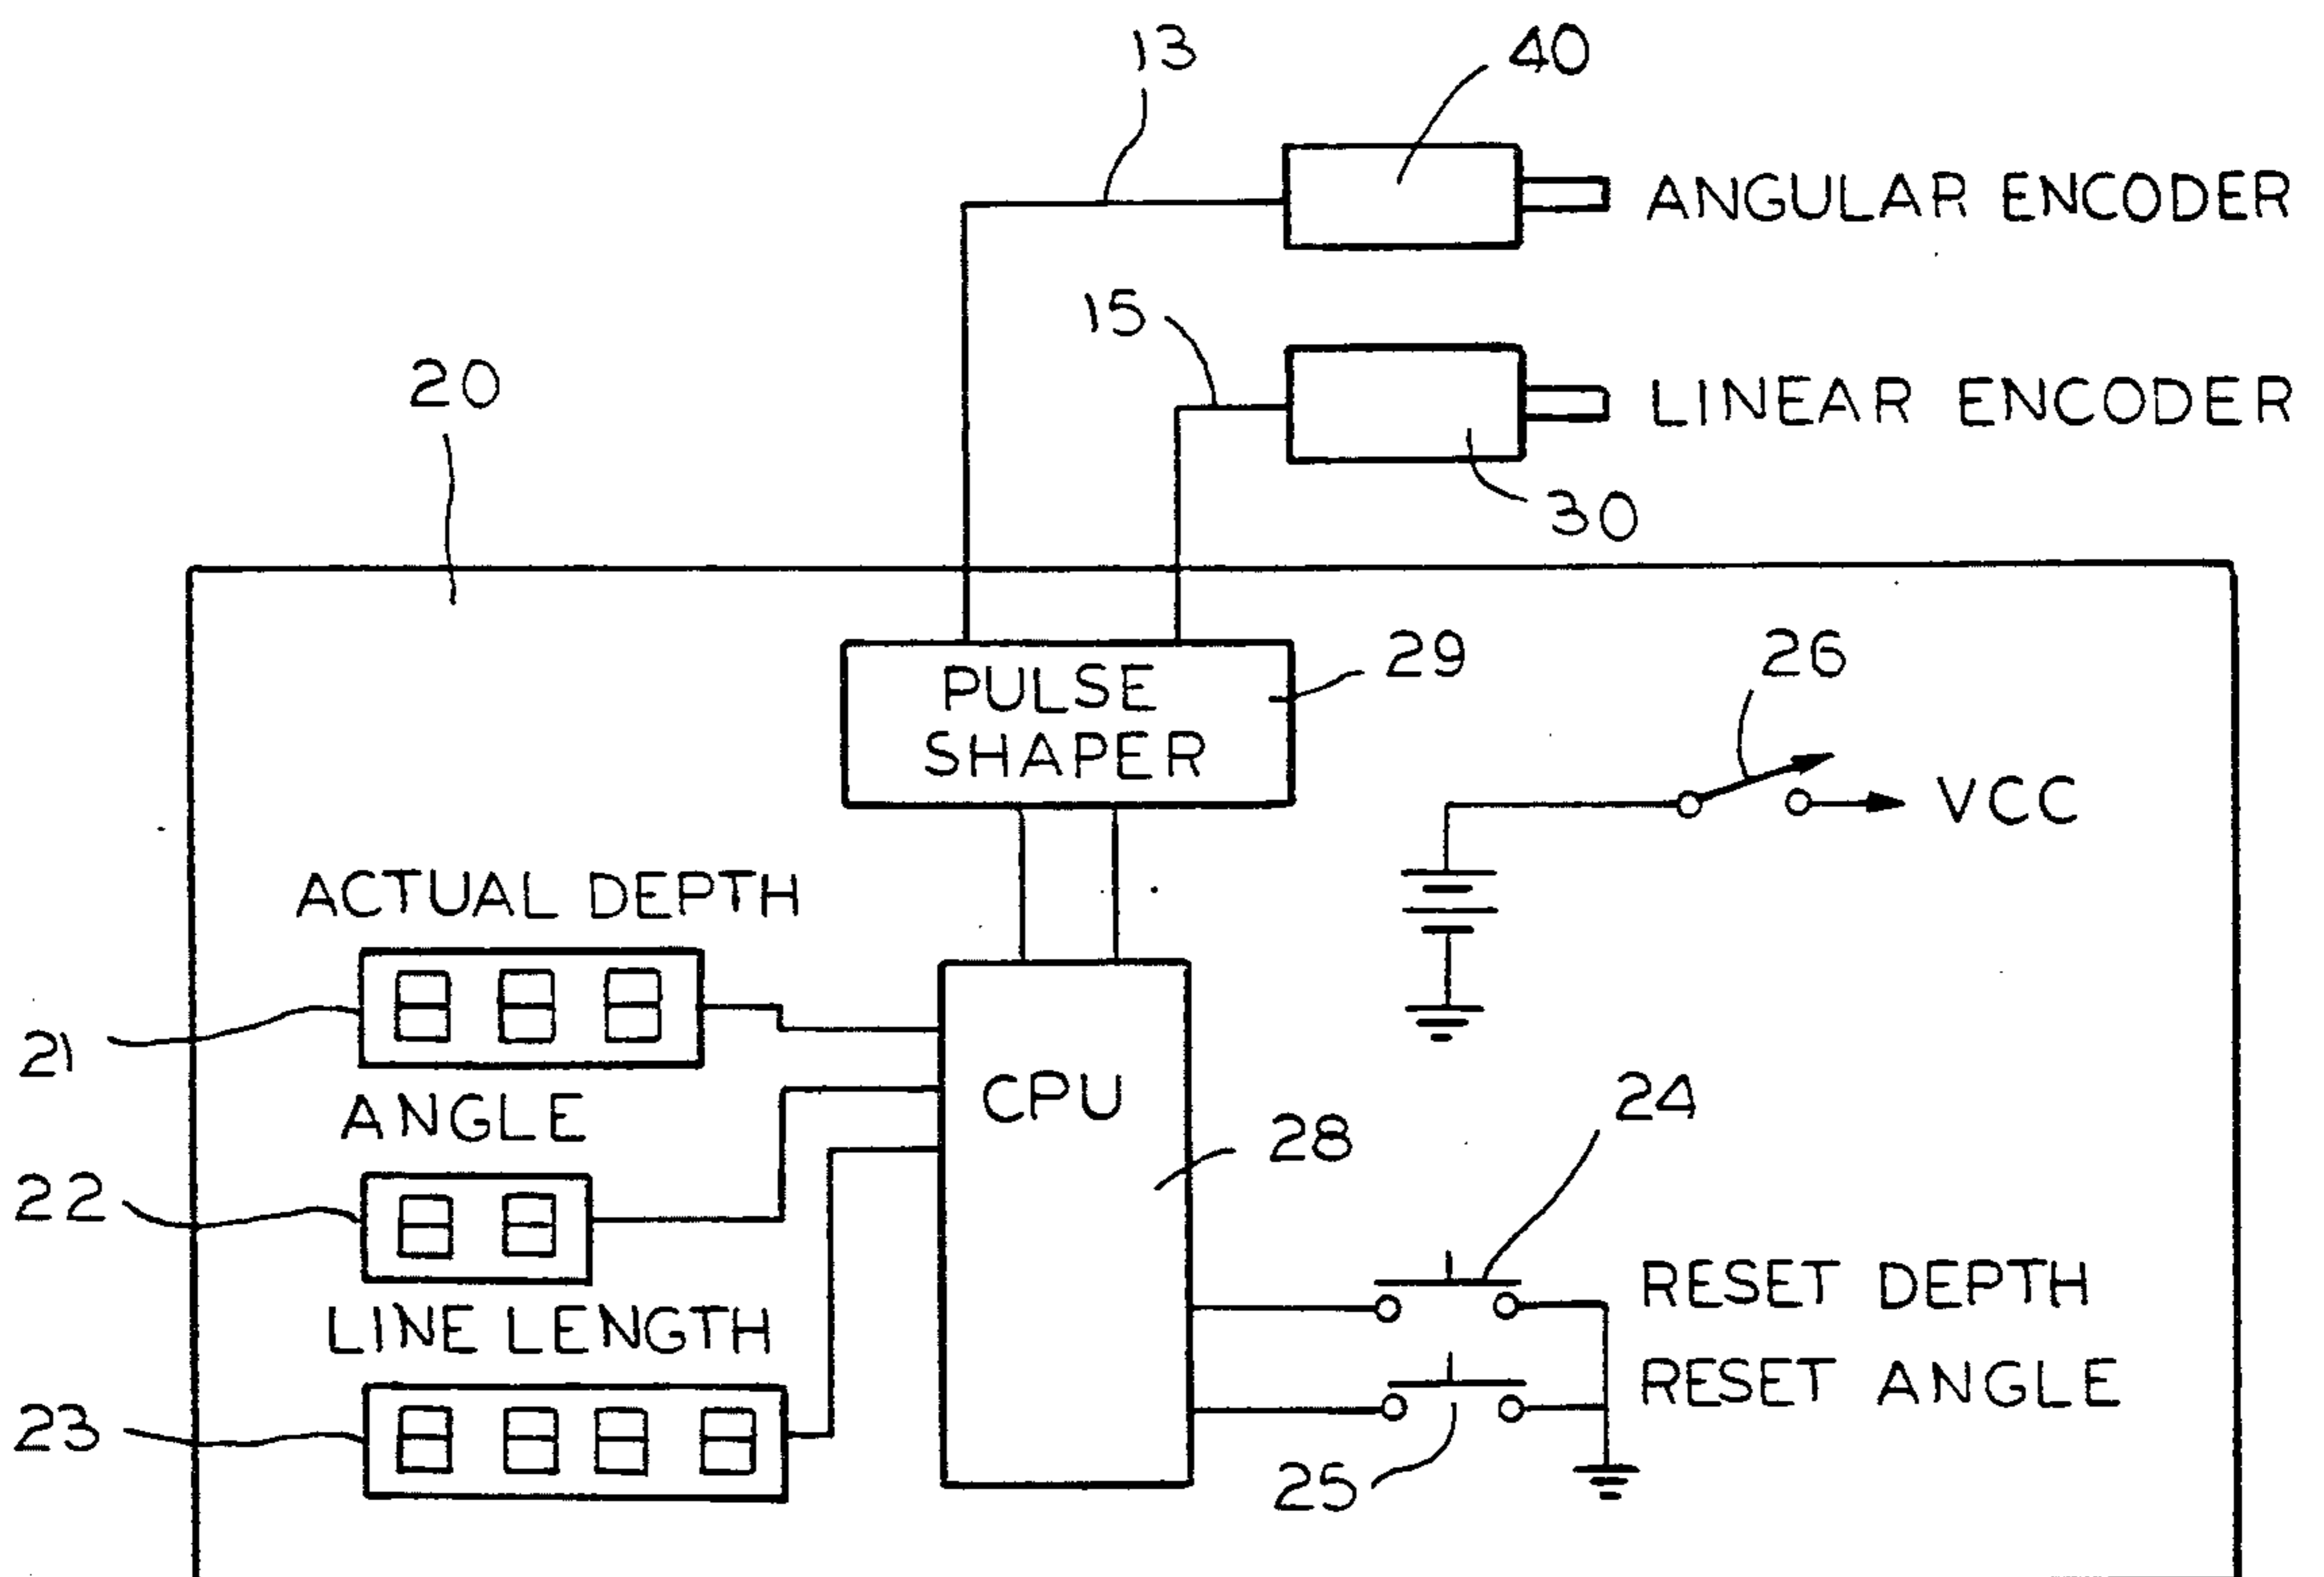 13
40
ANGULAR ENCODER
15
LINEAR ENCODER
20
30
PULSE
SHAPER
29
26
VCC
ACTUAL DEPTH
21
ANGLE
CPU
24
28
22
RESET DEPTH
LINE LENGTH
RESET ANGLE
23
25